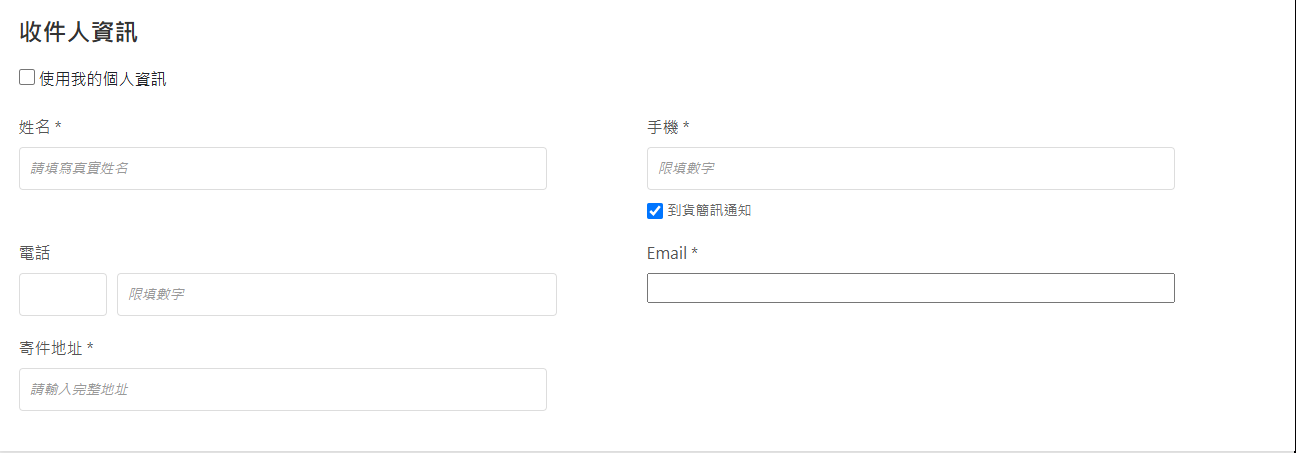 收件人資訊
使用我的個人資訊
姓名 *
請填寫真實姓名
手機 *
限填數字
到貨簡訊通知
電話
限填數字
Email *
寄件地址 *
請輸入完整地址